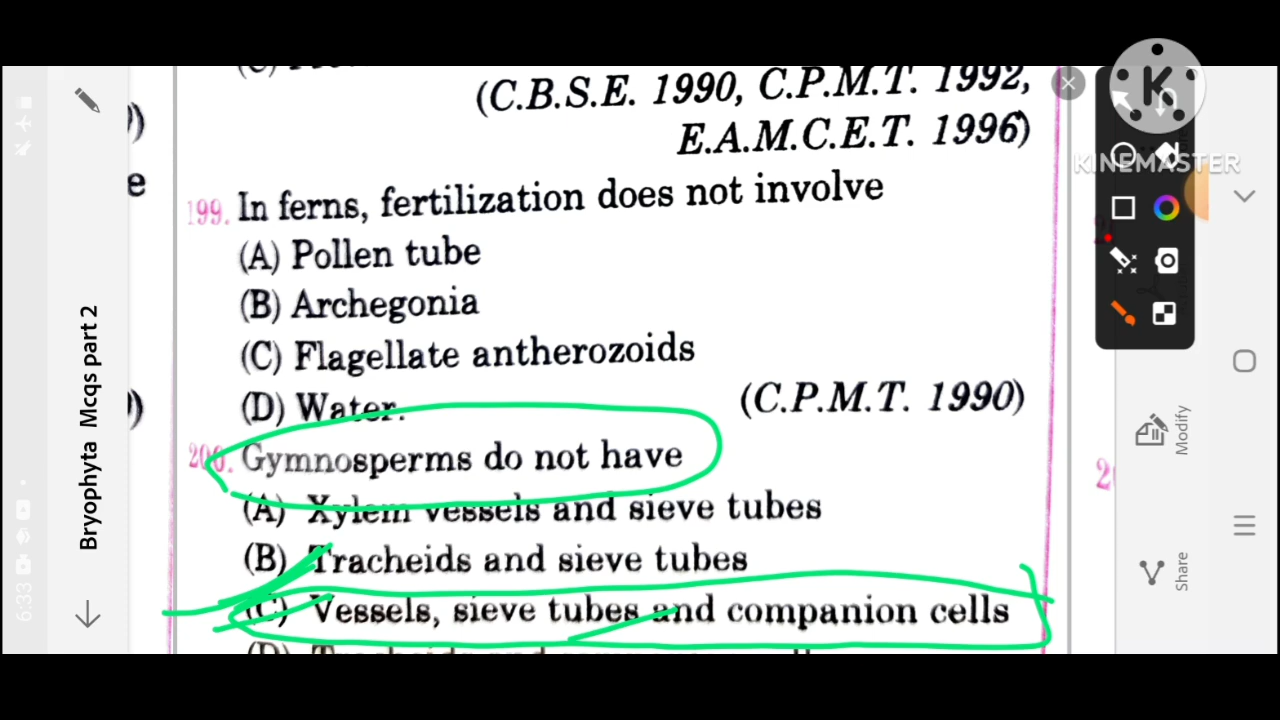 (C.B.S.E. 1990, C.P.M.T. 1992,
E.A.M.C.E.T. 1996)
199. In ferns, fertilization does not involve
(A) Pollen tube
(B) Archegonia
(C) Flagellate antherozoids
(D) Water.
(C.P.M.T. 1990)
200. Gymnosperms do not have
(A) Xylem vessels and sieve tubes
(B) Tracheids and sieve tubes
(C) Vessels, sieve tubes and companion cells
Bryophyta Mcqs part 2
6:33
KINEMASTER
Modify
Share